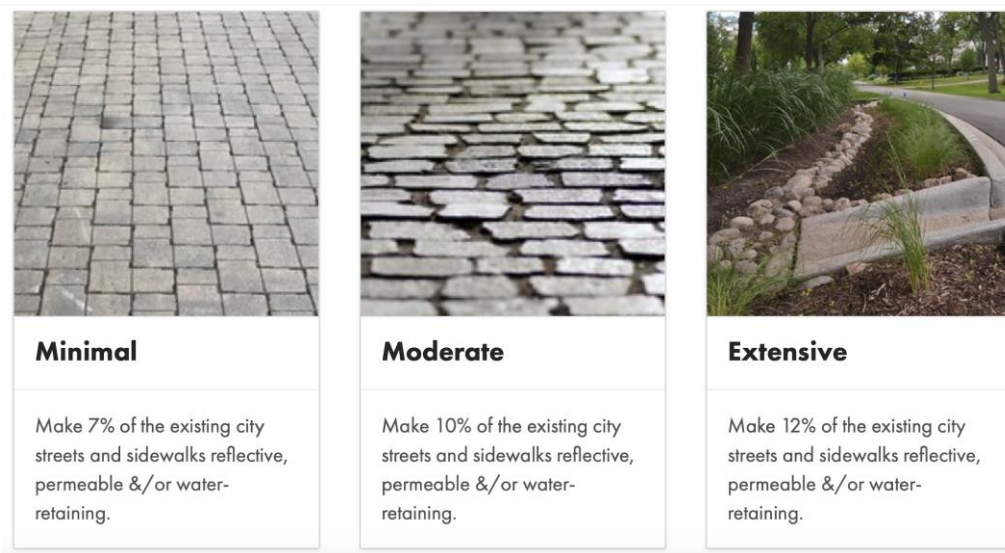 Minimal
Make 7% of the existing city
streets and sidewalks reflective,
permeable &/or water-
retaining.
Moderate
Make 10% of the existing city
streets and sidewalks reflective,
permeable &/or water-
retaining.
Extensive
Make 12% of the existing city
streets and sidewalks reflective,
permeable &/or water-
retaining.